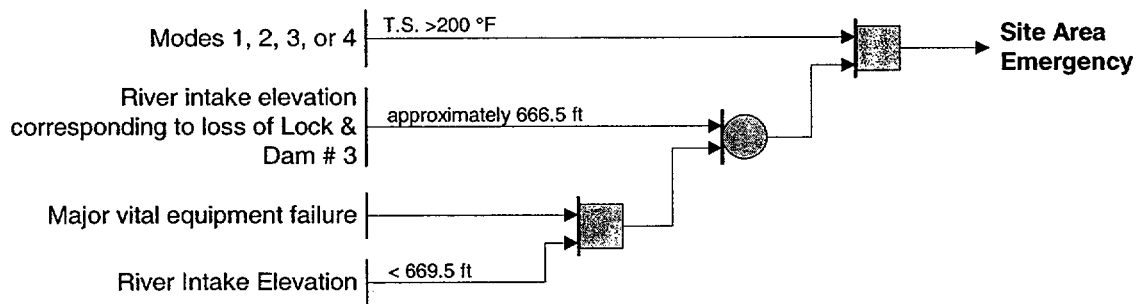 Modes 1, 2, 3, or 4
T.S. >200 °F
Site Area
Emergency
River intake elevation
corresponding to loss of Lock &
Dam # 3
approximately 666.5 ft
Major vital equipment failure
River Intake Elevation
< 669.5 ft